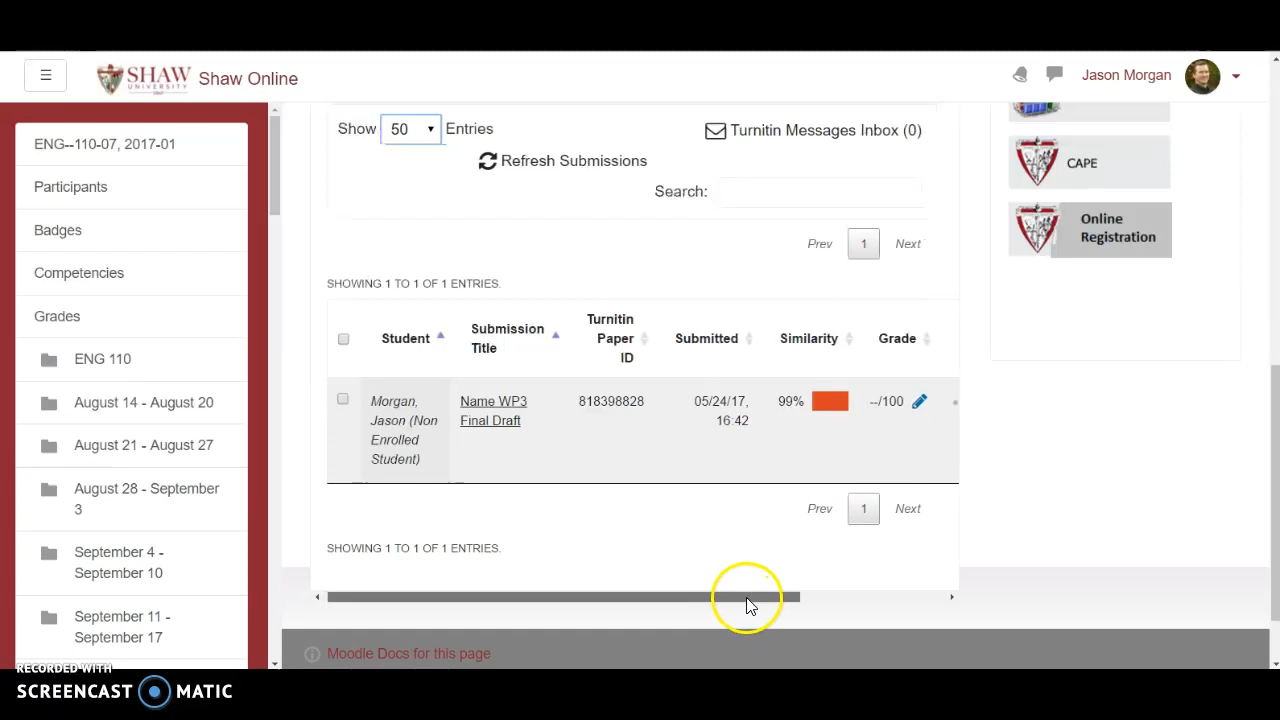 ☰
SHAW
UNIVERSITY
Shaw Online
Jason Morgan
ENG--110-07, 2017-01
Participants
Badges
Competencies
Grades
ENG 110
August 14 - August 20
August 21 - August 27
August 28 - September
3
September 4 -
September 10
September 11 -
September 17
Show 50 Entries
Turnitin Messages Inbox (0)
Refresh Submissions
Search:
Prev 1 Next
SHOWING 1 TO 1 OF 1 ENTRIES.
Student
Submission
Title
Turnitin
Paper
ID
Submitted
Similarity
Grade
Morgan,
Jason (Non
Enrolled
Student)
Name WP3
Final Draft
818398828
05/24/17,
16:42
99%
--/100
Prev 1 Next
SHOWING 1 TO 1 OF 1 ENTRIES.
Moodle Docs for this page
CAPE
Online
Registration
RECORDED WITH
SCREENCAST MATIC